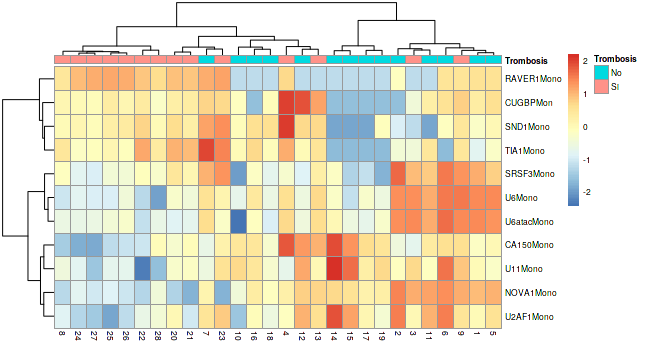 Trombosis
RAVER1Mono
CUGBPMon
SND1Mono
TIA1Mono
SRSF3Mono
U6Mono
U6atacMono
CA150Mono
U11Mono
NOVA1Mono
U2AF1Mono
8 24 27 25 26 22 28 20 21 7 23 10 16 18 4 12 13 14 15 17 19 2 3 11 6 9 1 5
2
1
0
-1
-2
Trombosis
No
SI